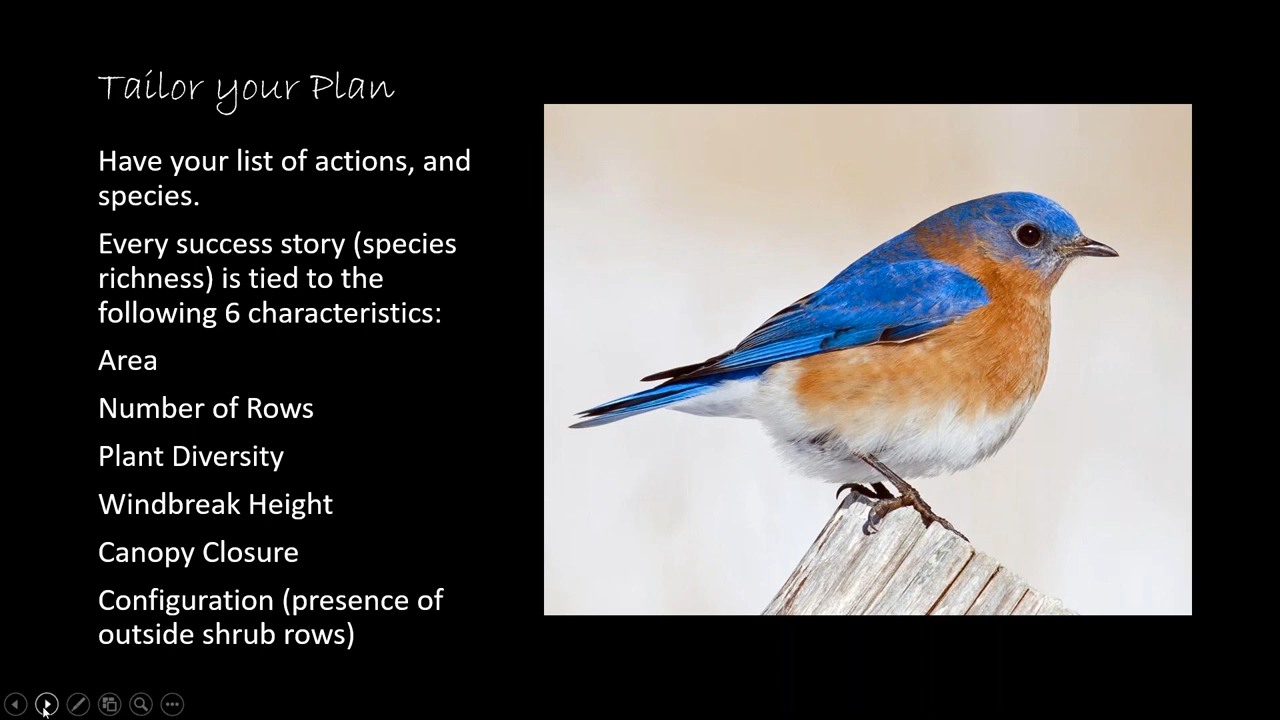 Tailor your Plan
Have your list of actions, and
species.
Every success story (species
richness) is tied to the
following 6 characteristics:
Area
Number of Rows
Plant Diversity
Windbreak Height
Canopy Closure
Configuration (presence of
outside shrub rows)